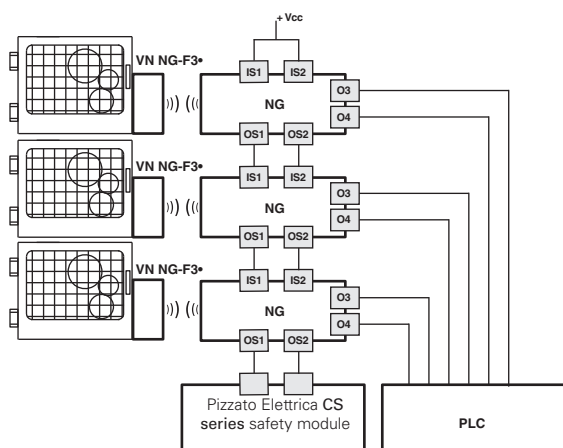 + Vcc
VN NG-F3•
IS1 IS2
NG
O3
O4
OS1 OS2
VN NG-F3•
IS1 IS2
NG
O3
O4
OS1 OS2
VN NG-F3•
IS1 IS2
NG
O3
O4
OS1 OS2
Pizzato Elettrica CS
series safety module
PLC